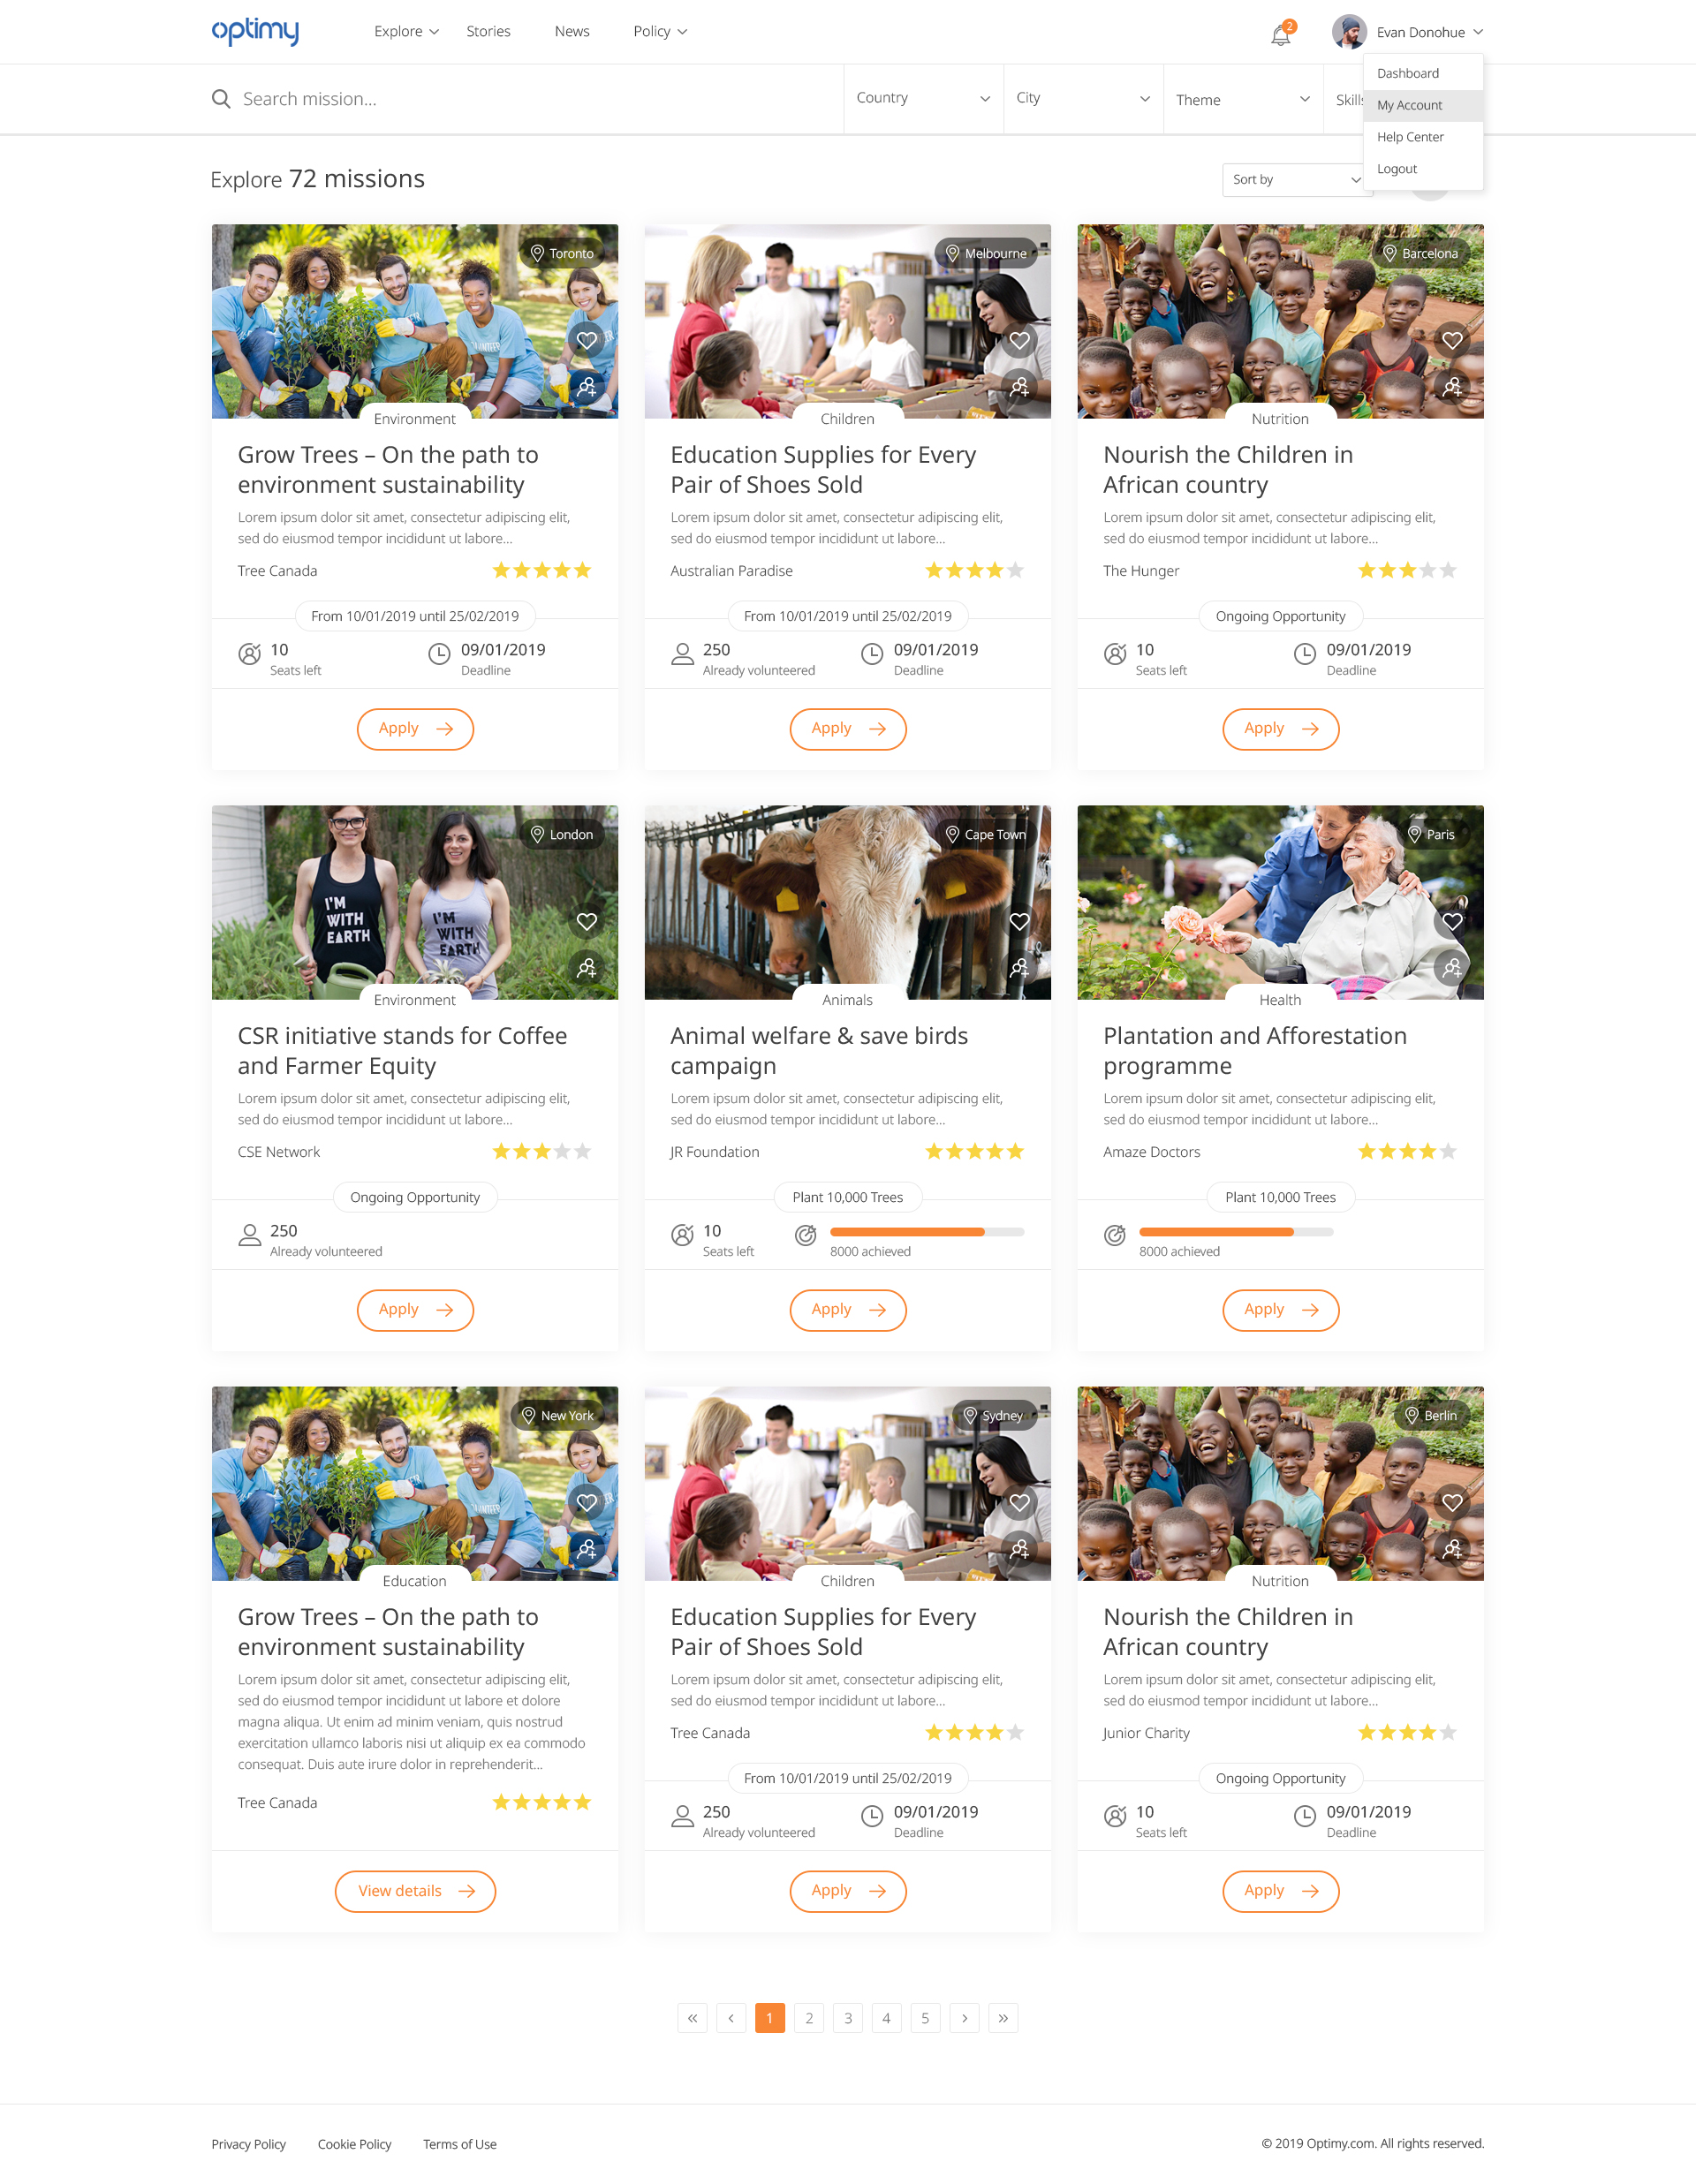 optimy
Explore
Stories
News
Policy
2
Evan Donohue
Dashboard
My Account
Help Center
Logout
Search mission...
Country
City
Theme
Explore 72 missions
Sort by
Toronto
Environment
Grow Trees – On the path to
environment sustainability
Lorem ipsum dolor sit amet, consectetur adipiscing elit,
sed do eiusmod tempor incididunt ut labore...
Tree Canada
From 10/01/2019 until 25/02/2019
10
Seats left
09/01/2019
Deadline
Apply
Melbourne
Children
Education Supplies for Every
Pair of Shoes Sold
Lorem ipsum dolor sit amet, consectetur adipiscing elit,
sed do eiusmod tempor incididunt ut labore...
Australian Paradise
From 10/01/2019 until 25/02/2019
250
Already volunteered
09/01/2019
Deadline
Apply
Barcelona
Nutrition
Nourish the Children in
African country
Lorem ipsum dolor sit amet, consectetur adipiscing elit,
sed do eiusmod tempor incididunt ut labore...
The Hunger
Ongoing Opportunity
10
Seats left
09/01/2019
Deadline
Apply
London
I'M
WITH
EARTH
I'M
WITH
EARTH
Environment
CSR initiative stands for Coffee
and Farmer Equity
Lorem ipsum dolor sit amet, consectetur adipiscing elit,
sed do eiusmod tempor incididunt ut labore...
CSE Network
Ongoing Opportunity
250
Already volunteered
Apply
Cape Town
Animals
Animal welfare & save birds
campaign
Lorem ipsum dolor sit amet, consectetur adipiscing elit,
sed do eiusmod tempor incididunt ut labore...
JR Foundation
Plant 10,000 Trees
10
Seats left
8000 achieved
Apply
Paris
Health
Plantation and Afforestation
programme
Lorem ipsum dolor sit amet, consectetur adipiscing elit,
sed do eiusmod tempor incididunt ut labore...
Amaze Doctors
Plant 10,000 Trees
8000 achieved
Apply
New York
Education
Grow Trees – On the path to
environment sustainability
Lorem ipsum dolor sit amet, consectetur adipiscing elit,
sed do eiusmod tempor incididunt ut labore et dolore
magna aliqua. Ut enim ad minim veniam, quis nostrud
exercitation ullamco laboris nisi ut aliquip ex ea commodo
consequat. Duis aute irure dolor in reprehenderit...
Tree Canada
View details
Sydney
Children
Education Supplies for Every
Pair of Shoes Sold
Lorem ipsum dolor sit amet, consectetur adipiscing elit,
sed do eiusmod tempor incididunt ut labore...
Tree Canada
From 10/01/2019 until 25/02/2019
250
Already volunteered
09/01/2019
Deadline
Apply
Berlin
Nutrition
Nourish the Children in
African country
Lorem ipsum dolor sit amet, consectetur adipiscing elit,
sed do eiusmod tempor incididunt ut labore...
Junior Charity
Ongoing Opportunity
10
Seats left
09/01/2019
Deadline
Apply
« ‹ 1 2 3 4 5 › »
Privacy Policy
Cookie Policy
Terms of Use
© 2019 Optimy.com. All rights reserved.